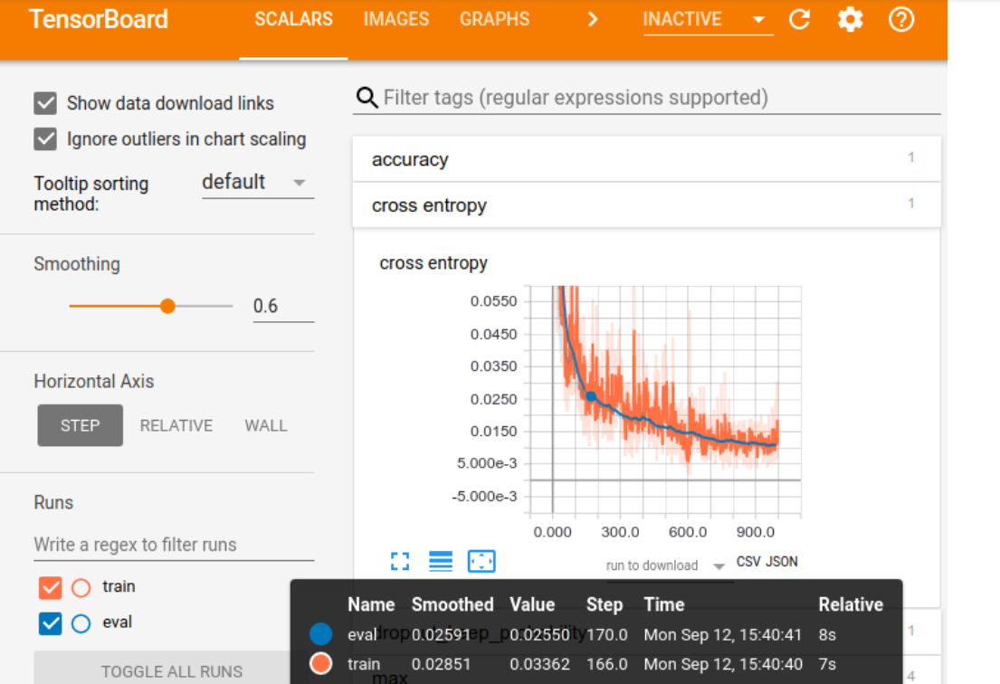 TensorBoard SCALARS IMAGES GRAPHS INACTIVE
Show data download links
Ignore outliers in chart scaling
Tooltip sorting method: default
Smoothing
0.6
Horizontal Axis
STEP RELATIVE WALL
Runs
Write a regex to filter runs
train
eval
TOGGLE ALL RUNS
Filter tags (regular expressions supported)
accuracy 1
cross entropy 1
cross entropy
0.0550
0.0450
0.0350
0.0250
0.0150
5.000e-3
-5.000e-3
0.000 300.0 600.0 900.0
run to download CSV JSON
Name Smoothed Value Step Time Relative
eval 0.02591 0.02550 170.0 Mon Sep 12, 15:40:41 8s
train 0.02851 0.03362 166.0 Mon Sep 12, 15:40:40 7s
1
max 4